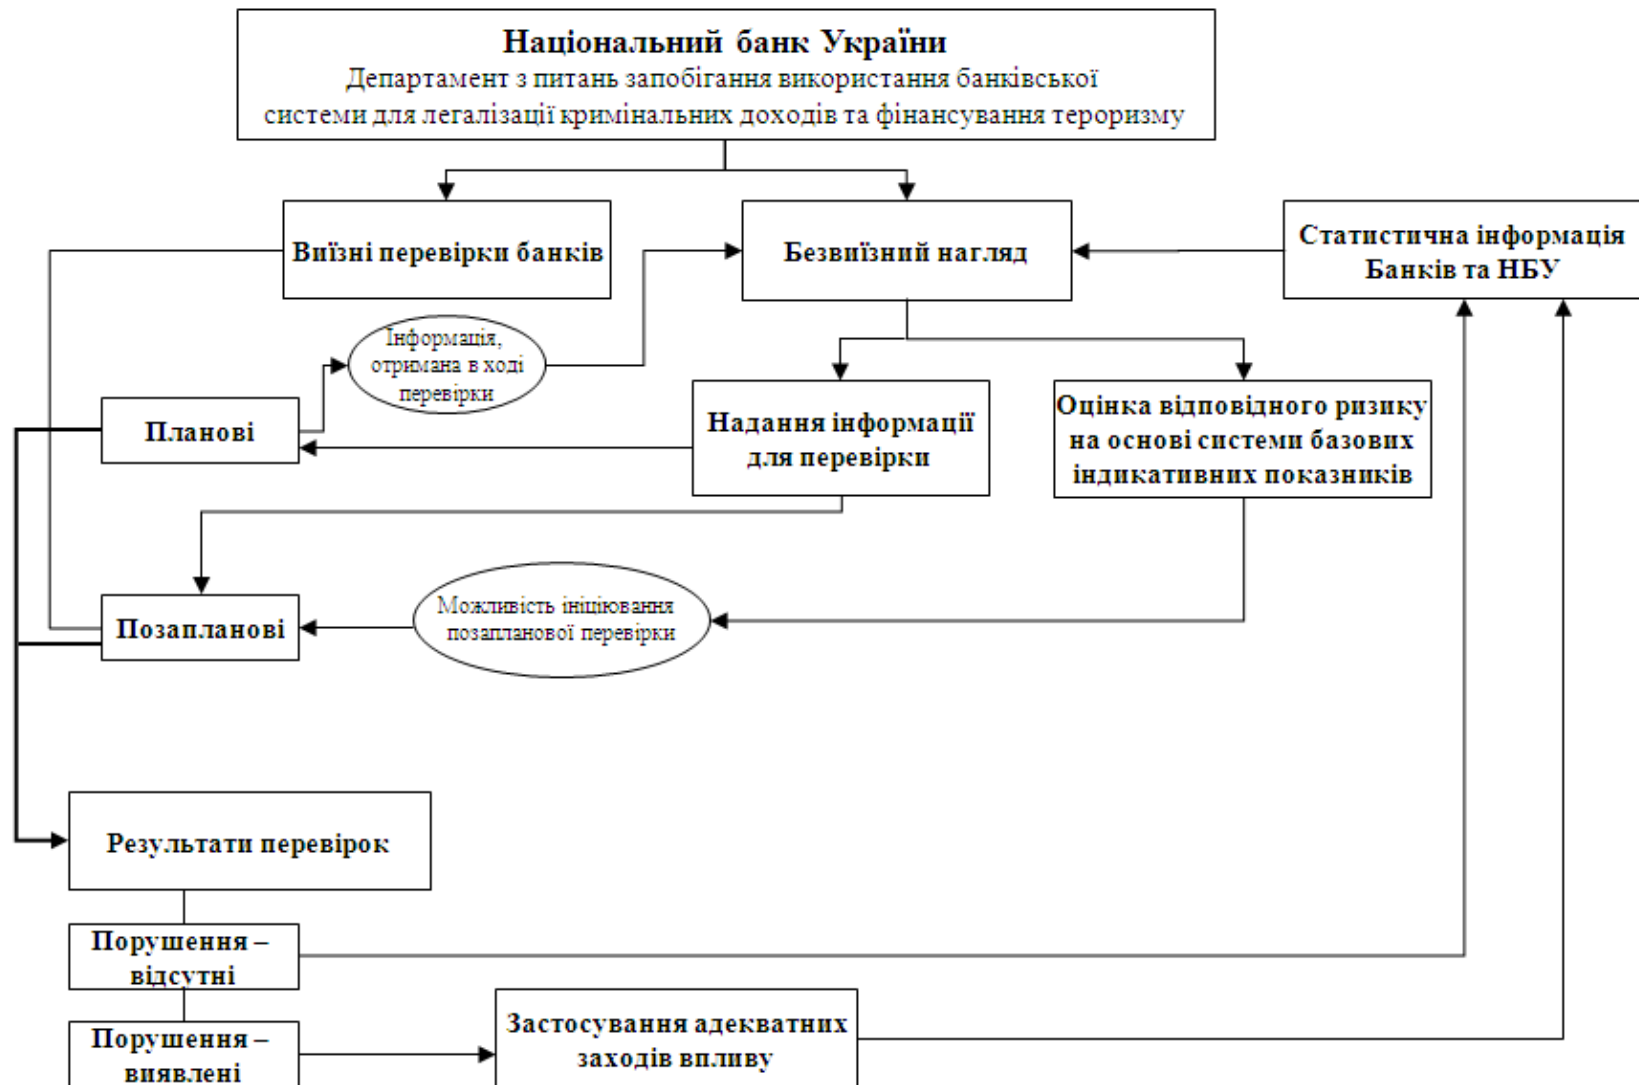 Національний банк України
Департамент з питань запобігання використання банківської
системи для легалізації кримінальних доходів та фінансування тероризму
Виїзні перевірки банків
Безвиїзний нагляд
Статистична інформація
Банків та НБУ
Інформація,
отримана в ході
перевірки
Планові
Надання інформації
для перевірки
Оцінка відповідного ризику
на основі системи базових
індикативних показників
Позапланові
Можливість ініціювання
позапланової перевірки
Результати перевірок
Порушення –
відсутні
Порушення –
виявлені
Застосування адекватних
заходів впливу